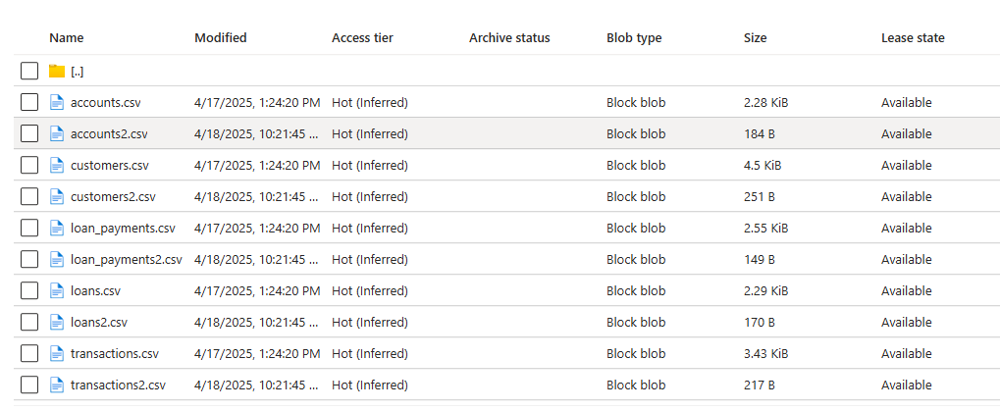 Name Modified Access tier Archive status Blob type Size Lease state
[..]
accounts.csv 4/17/2025, 1:24:20 PM Hot (Inferred) Block blob 2.28 KiB Available
accounts2.csv 4/18/2025, 10:21:45 ... Hot (Inferred) Block blob 184 B Available
customers.csv 4/17/2025, 1:24:20 PM Hot (Inferred) Block blob 4.5 KiB Available
customers2.csv 4/18/2025, 10:21:45 ... Hot (Inferred) Block blob 251 B Available
loan_payments.csv 4/17/2025, 1:24:20 PM Hot (Inferred) Block blob 2.55 KiB Available
loan_payments2.csv 4/18/2025, 10:21:45 ... Hot (Inferred) Block blob 149 B Available
loans.csv 4/17/2025, 1:24:20 PM Hot (Inferred) Block blob 2.29 KiB Available
loans2.csv 4/18/2025, 10:21:45 ... Hot (Inferred) Block blob 170 B Available
transactions.csv 4/17/2025, 1:24:20 PM Hot (Inferred) Block blob 3.43 KiB Available
transactions2.csv 4/18/2025, 10:21:45 ... Hot (Inferred) Block blob 217 B Available